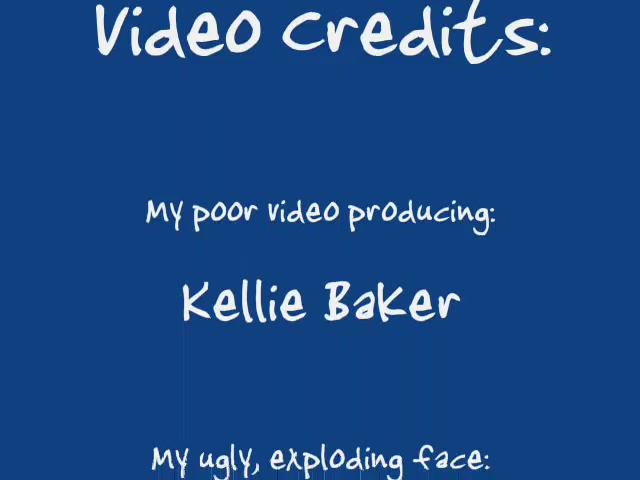 Video Credits:
My poor video producing:
Kellie Baker
My ugly, exploding face: